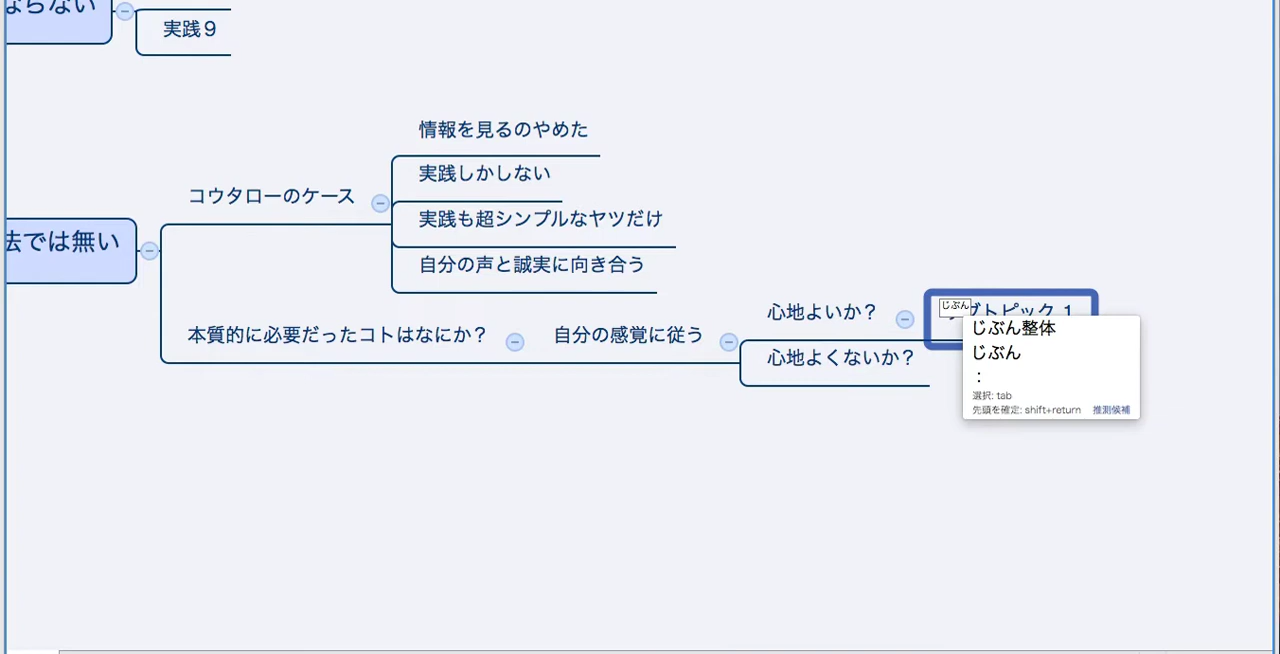 ならない
実践９
情報を見るのやめた
実践しかしない
コウタローのケース
実践も超シンプルなヤツだけ
法では無い
自分の声と誠実に向き合う
心地よいか？
じぶん
ブトピック 1
本質的に必要だったコトはなにか？
自分の感覚に従う
心地よくないか？
じぶん整体
じぶん
：
選択: tab
先頭を確定: shift+return
推測候補